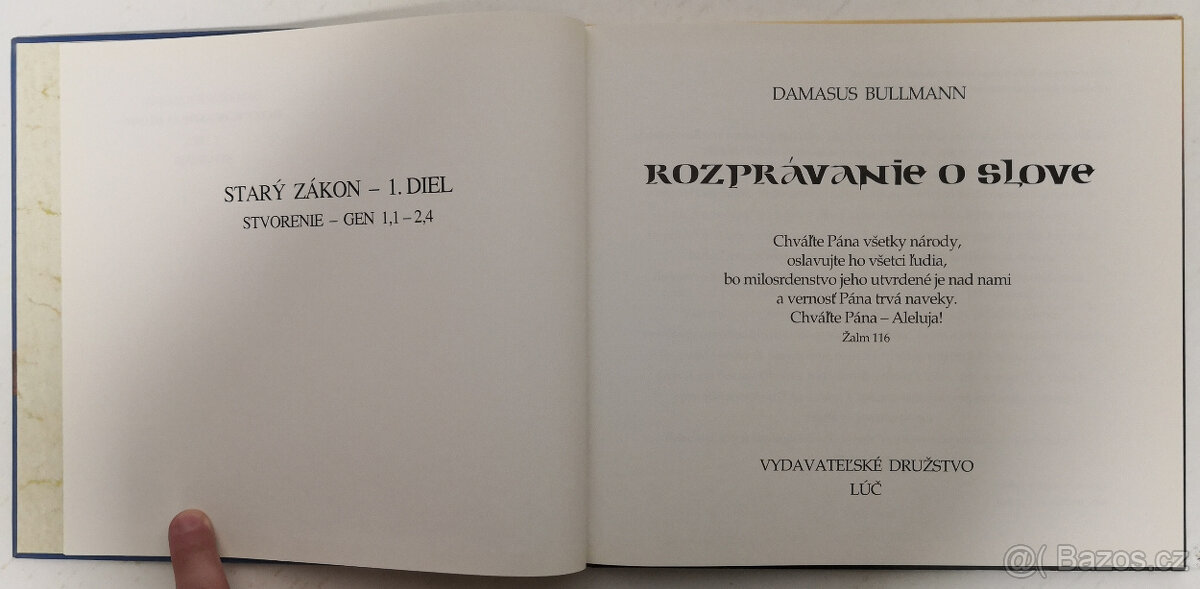 STARÝ ZÁKON – 1. DIEL
STVORENIE – GEN 1,1 – 2,4
DAMASUS BULLMANN
ROZPRÁVANIE O SLOVE
Chváľte Pána všetky národy,
oslavujte ho všetci ľudia,
bo milosrdenstvo jeho utvrdené je nad nami
a vernosť Pána trvá naveky.
Chváľte Pána – Aleluja!
Žalm 116
VYDAVATEĽSKÉ DRUŽSTVO
LÚČ
@( Bazos.cz